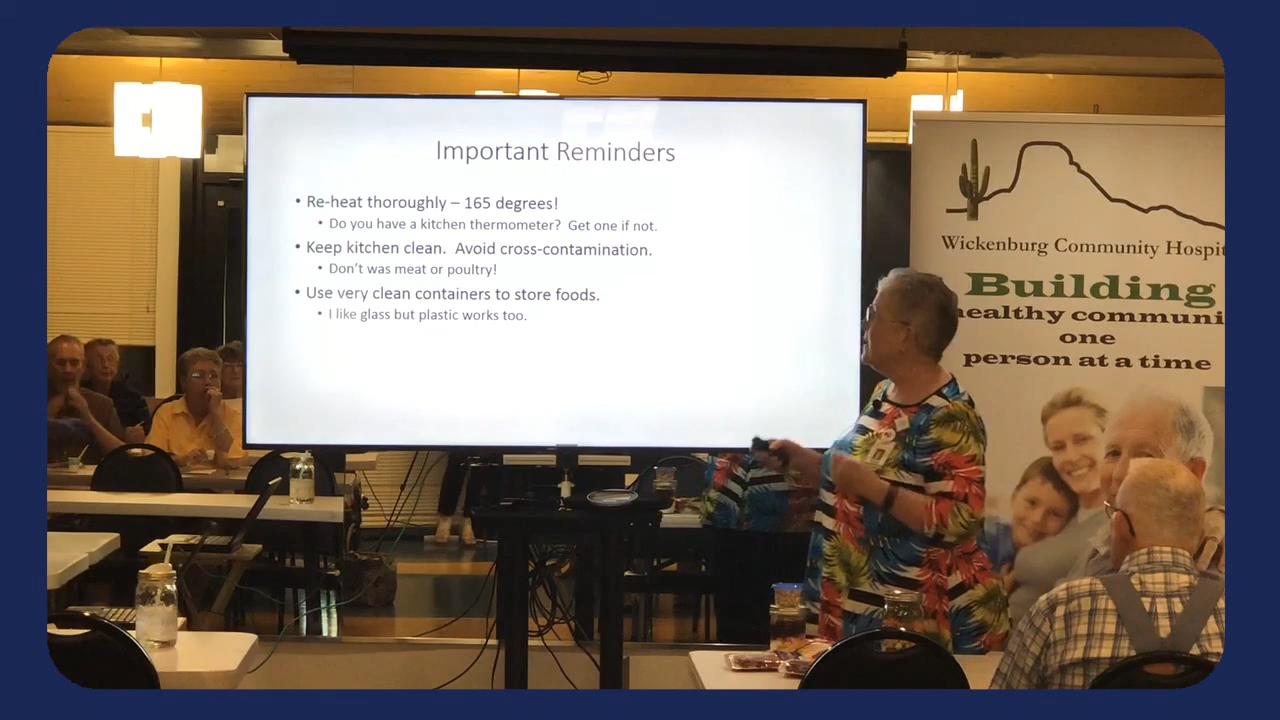 Important Reminders
• Re-heat thoroughly – 165 degrees!
• Do you have a kitchen thermometer? Get one if not.
• Keep kitchen clean. Avoid cross-contamination.
• Don't was meat or poultry!
• Use very clean containers to store foods.
• I like glass but plastic works too.
Wickenburg Community Hospit
Building
healthy communi
one
person at a time